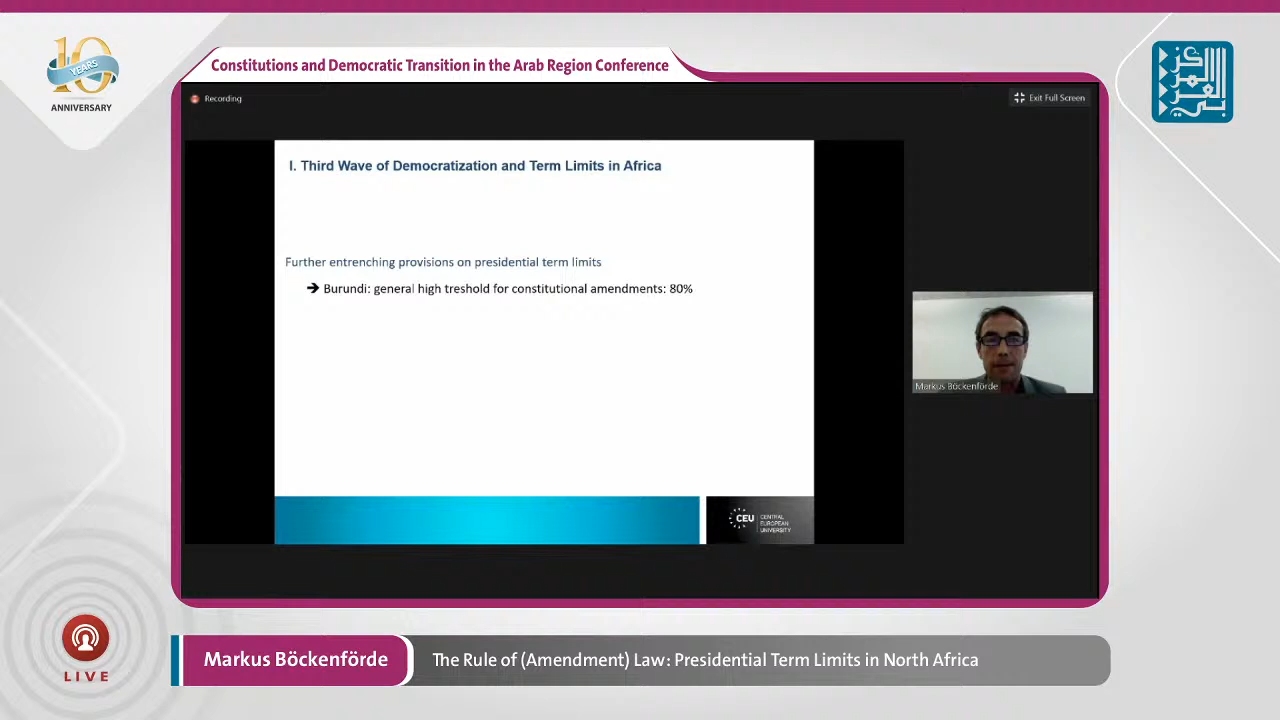 10
YEARS
ANNIVERSARY
Constitutions and Democratic Transition in the Arab Region Conference
المركز
العربي
Recording
Exit Full Screen
I. Third Wave of Democratization and Term Limits in Africa
Further entrenching provisions on presidential term limits
➔ Burundi: general high treshold for constitutional amendments: 80%
Markus Böckenförde
CEU
CENTRAL
EUROPEAN
UNIVERSITY
LIVE
Markus Böckenförde
The Rule of (Amendment) Law: Presidential Term Limits in North Africa